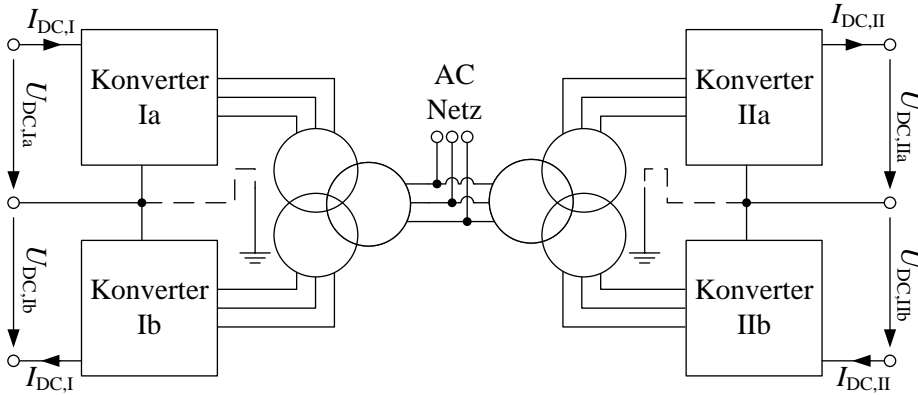 I_DC,I
Konverter
Ia
U_DC,Ia
AC
Netz
Konverter
IIa
I_DC,II
U_DC,IIa
Konverter
Ib
U_DC,Ib
I_DC,I
Konverter
IIb
U_DC,IIb
I_DC,II